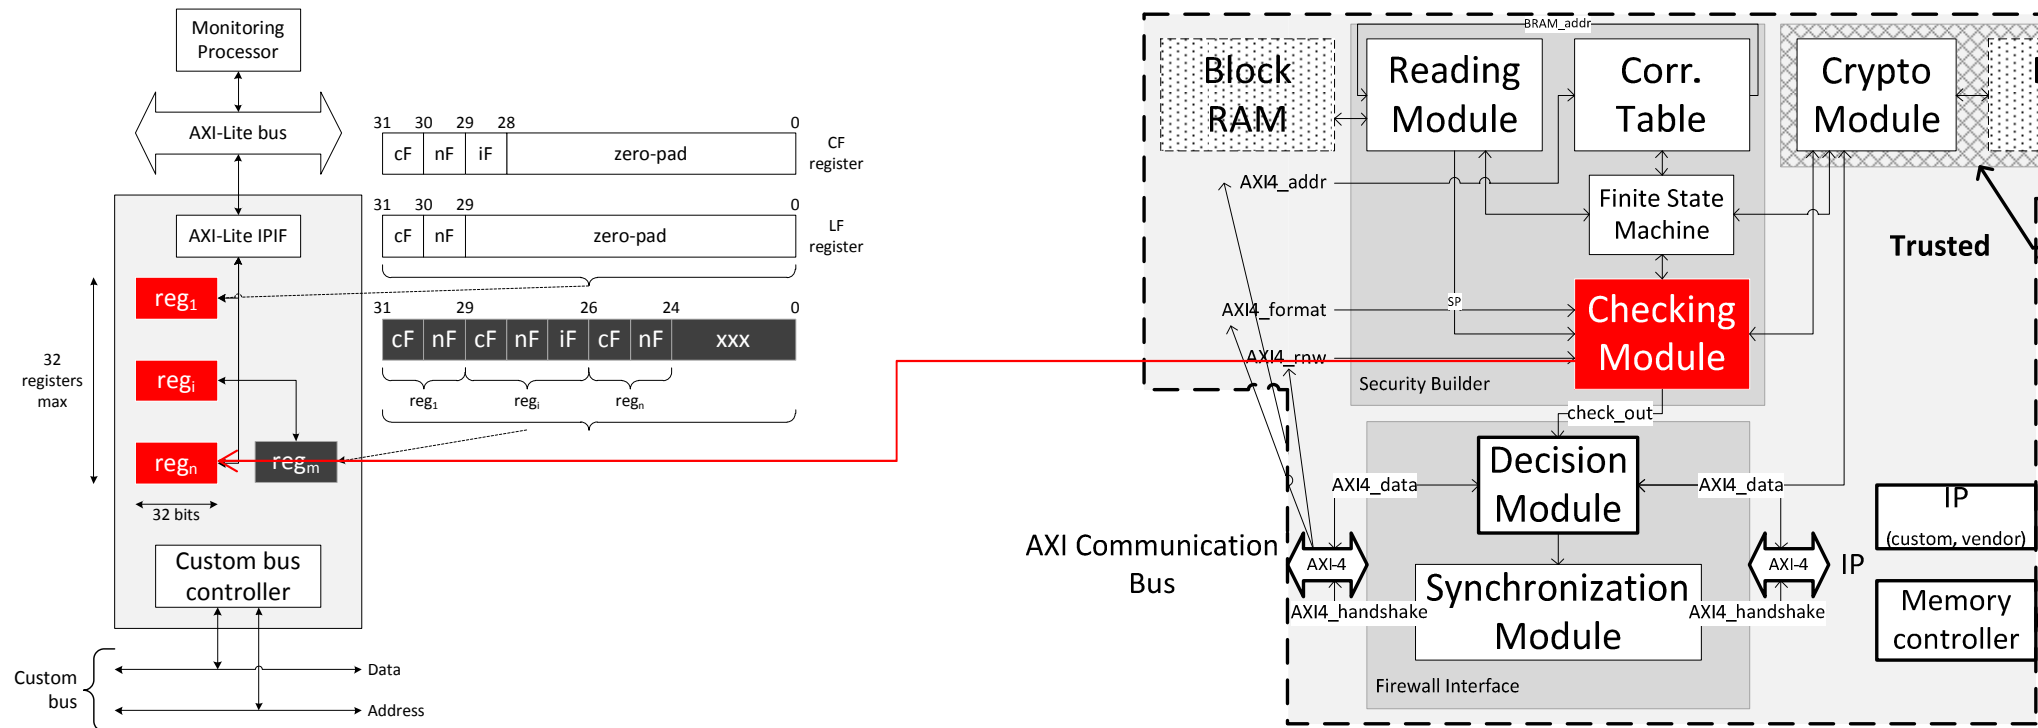 Monitoring
Processor
AXI-Lite bus
AXI-Lite IPIF
reg1
regi
regn
regm
32
registers
max
32 bits
Custom bus
controller
Custom
bus
Data
Address
31 30 29 28 0
cF nF iF zero-pad
CF
register
31 30 29 0
cF nF zero-pad
LF
register
31 29 26 24 0
cF nF cF nF iF cF nF xxx
reg1 regi regn
BRAM_addr
Block
RAM
Reading
Module
Corr.
Table
Crypto
Module
AXI4_addr
Finite State
Machine
Trusted
AXI4_format
SP
Checking
Module
AXI4_rnw
Security Builder
check_out
Decision
Module
AXI4_data
AXI4_data
IP
(custom, vendor)
AXI Communication
Bus
AXI-4
AXI-4
IP
Synchronization
Module
AXI4_handshake
AXI4_handshake
Memory
controller
Firewall Interface